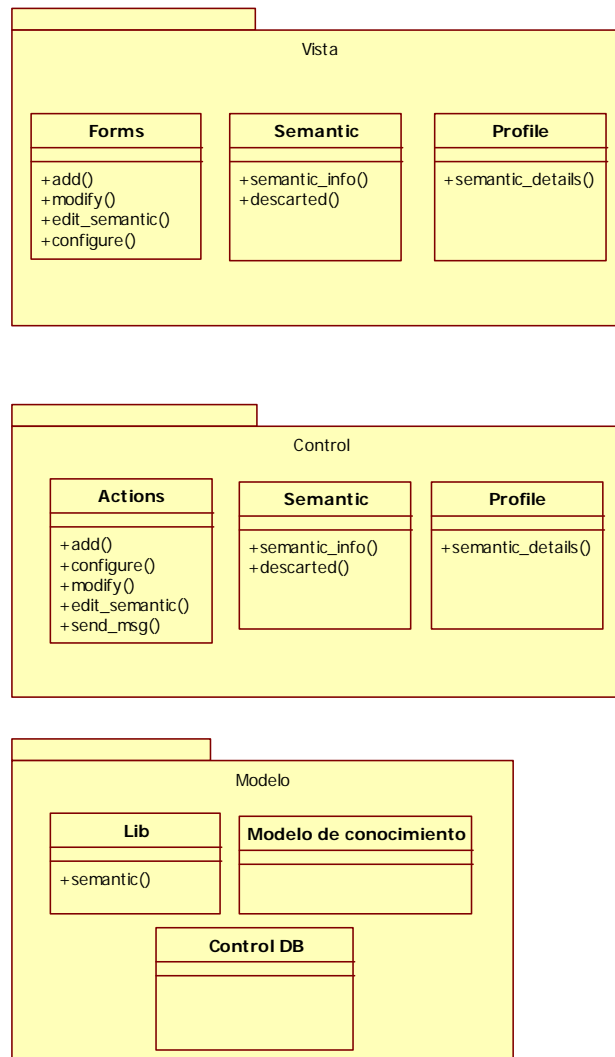 Vista
Forms
+add()
+modify()
+edit_semantic()
+configure()
Semantic
+semantic_info()
+descarted()
Profile
+semantic_details()
Control
Actions
+add()
+configure()
+modify()
+edit_semantic()
+send_msg()
Semantic
+semantic_info()
+descarted()
Profile
+semantic_details()
Modelo
Lib
+semantic()
Modelo de conocimiento
Control DB